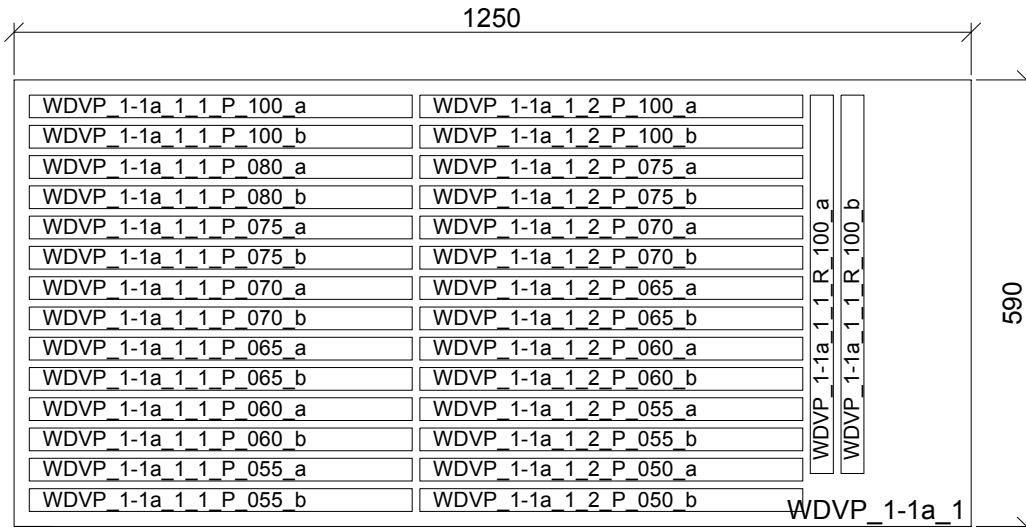 1250
WDVP_1-1a_1_1_P_100_a WDVP_1-1a_1_2_P_100_a
WDVP_1-1a_1_1_P_100_b WDVP_1-1a_1_2_P_100_b
WDVP_1-1a_1_1_P_080_a WDVP_1-1a_1_2_P_075_a
WDVP_1-1a_1_1_P_080_b WDVP_1-1a_1_2_P_075_b
WDVP_1-1a_1_1_P_075_a WDVP_1-1a_1_2_P_070_a
WDVP_1-1a_1_1_P_075_b WDVP_1-1a_1_2_P_070_b
WDVP_1-1a_1_1_P_070_a WDVP_1-1a_1_2_P_065_a
WDVP_1-1a_1_1_P_070_b WDVP_1-1a_1_2_P_065_b
WDVP_1-1a_1_1_P_065_a WDVP_1-1a_1_2_P_060_a
WDVP_1-1a_1_1_P_065_b WDVP_1-1a_1_2_P_060_b
WDVP_1-1a_1_1_P_060_a WDVP_1-1a_1_2_P_055_a
WDVP_1-1a_1_1_P_060_b WDVP_1-1a_1_2_P_055_b
WDVP_1-1a_1_1_P_055_a WDVP_1-1a_1_2_P_050_a
WDVP_1-1a_1_1_P_055_b WDVP_1-1a_1_2_P_050_b
WDVP_1-1a_1_1_R_100_a
WDVP_1-1a_1_1_R_100_b
590
WDVP_1-1a_1